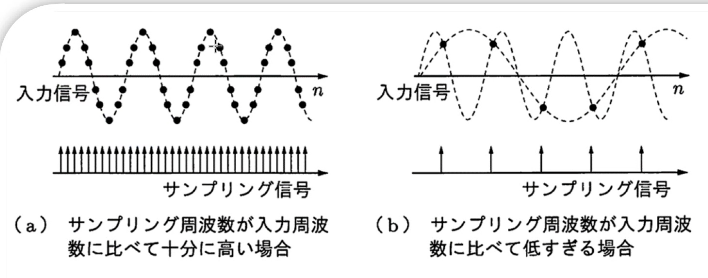 入力信号
n
サンプリング信号
(a) サンプリング周波数が入力周波
数に比べて十分に高い場合
入力信号
n
サンプリング信号
(b) サンプリング周波数が入力周波
数に比べて低すぎる場合